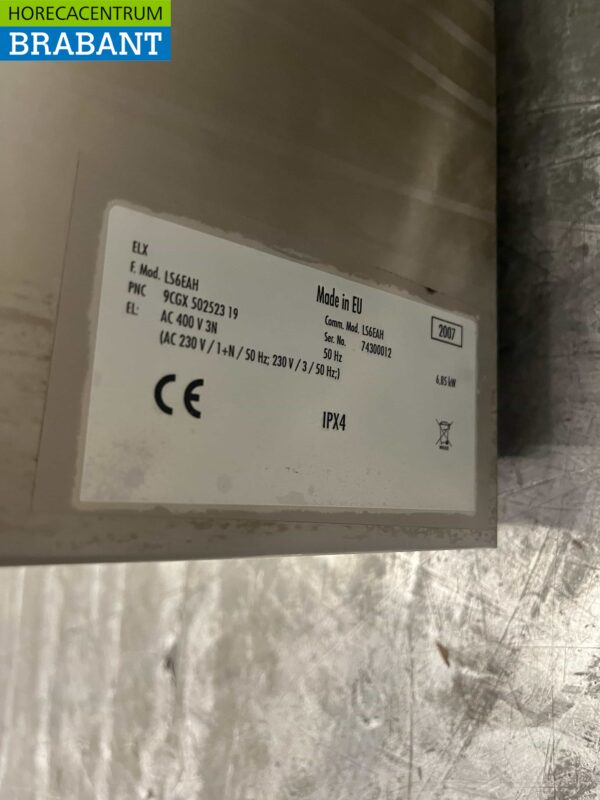 HORECACENTRUM
BRABANT
ELX
Made in EU
2007
F. Mod. LS6EAH
Comm. Mod. LS6EAH
PNC 9CGX 502523 19
Ser. No. 74300012
EL: AC 400 V 3N
50 Hz
6,85 kW
(AC 230 V / 1+N / 50 Hz; 230 V / 3 / 50 Hz;)
CE
IPX4